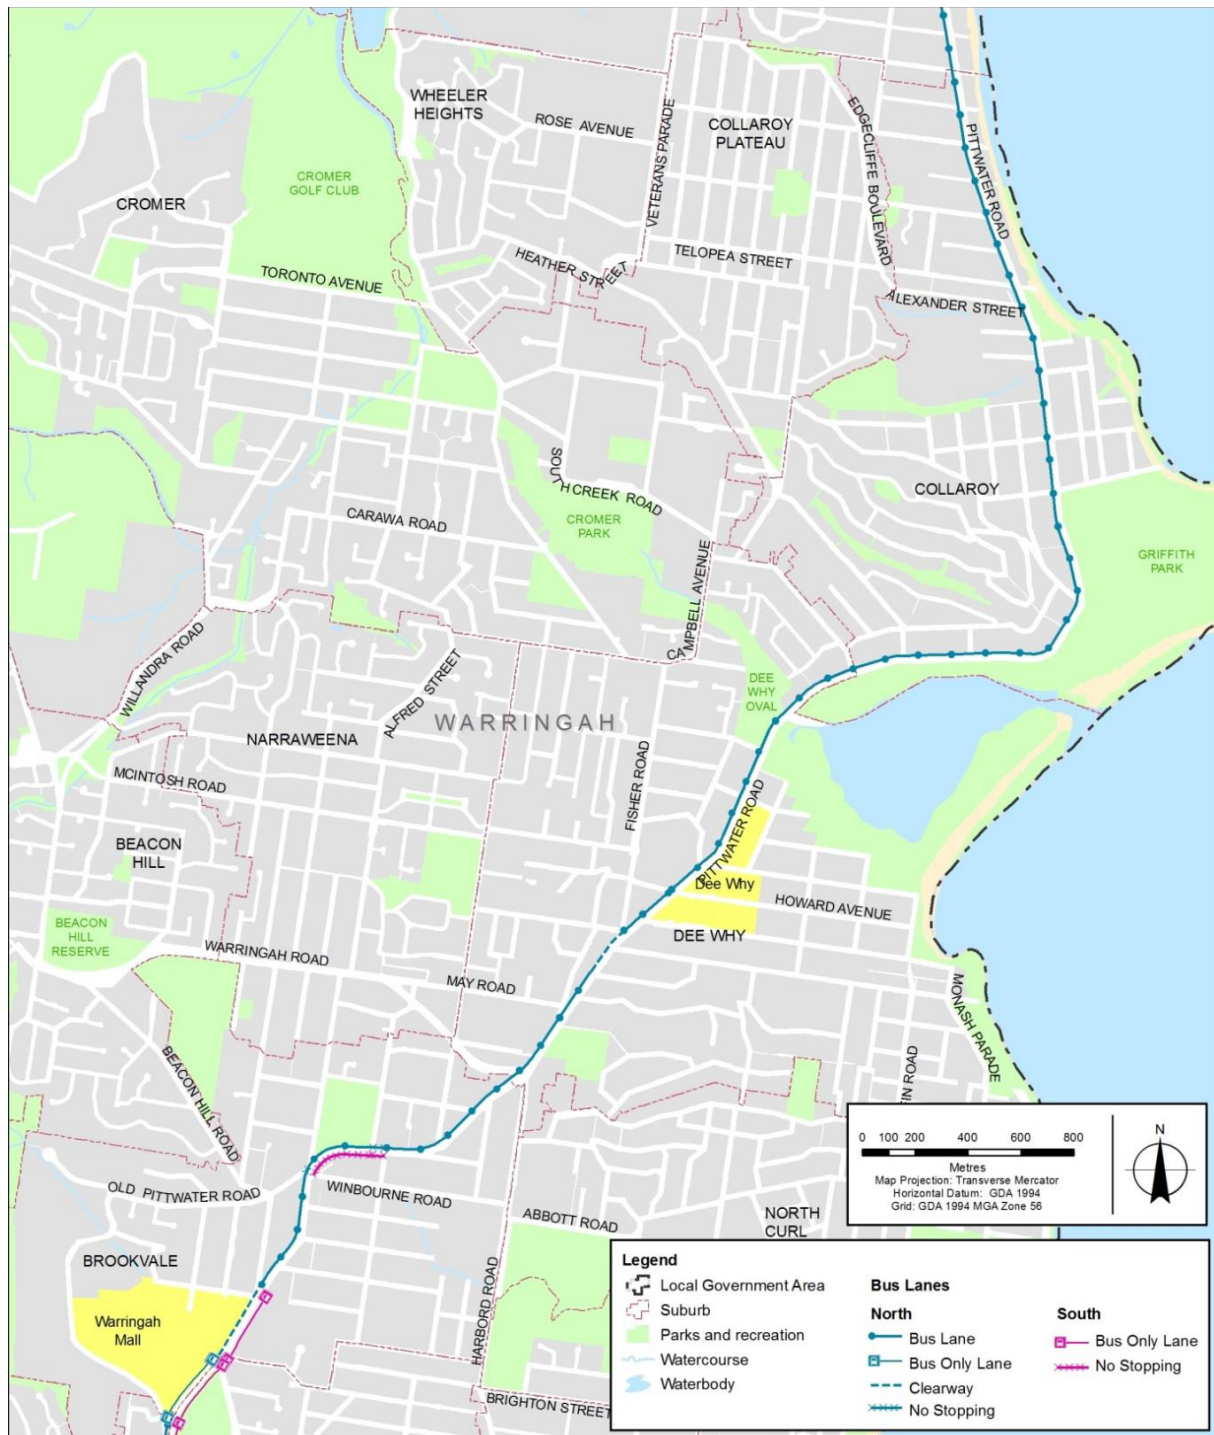 WHEELER
HEIGHTS
ROSE AVENUE
VETERANS PARADE
COLLAROY
PLATEAU
EDGECLIFFE BOULEVARD
PITTWATER ROAD
CROMER
GOLF CLUB
CROMER
HEATHER STREET
TELOPEA STREET
TORONTO AVENUE
ALEXANDER STREET
SOUTH CREEK ROAD
COLLAROY
CARAWA ROAD
CROMER
PARK
GRIFFITH
PARK
CAMPBELL AVENUE
WILLANDRA ROAD
ALFRED STREET
DEE
WHY
OVAL
WARRINGAH
NARRAWEENA
MCINTOSH ROAD
FISHER ROAD
PITTWATER ROAD
BEACON
HILL
Dee Why
HOWARD AVENUE
BEACON
HILL
RESERVE
DEE WHY
WARRINGAH ROAD
MAY ROAD
MONASH PARADE
BEACON HILL ROAD
IN ROAD
OLD PITTWATER ROAD
WINBOURNE ROAD
ABBOTT ROAD
NORTH
CURL
BROOKVALE
HARBORD ROAD
Warringah
Mall
BRIGHTON STREET
0 100 200 400 600 800
Metres
Map Projection: Transverse Mercator
Horizontal Datum: GDA 1994
Grid: GDA 1994 MGA Zone 56
N
Legend
Local Government Area
Suburb
Parks and recreation
Watercourse
Waterbody
Bus Lanes
North
Bus Lane
Bus Only Lane
Clearway
No Stopping
South
Bus Only Lane
No Stopping